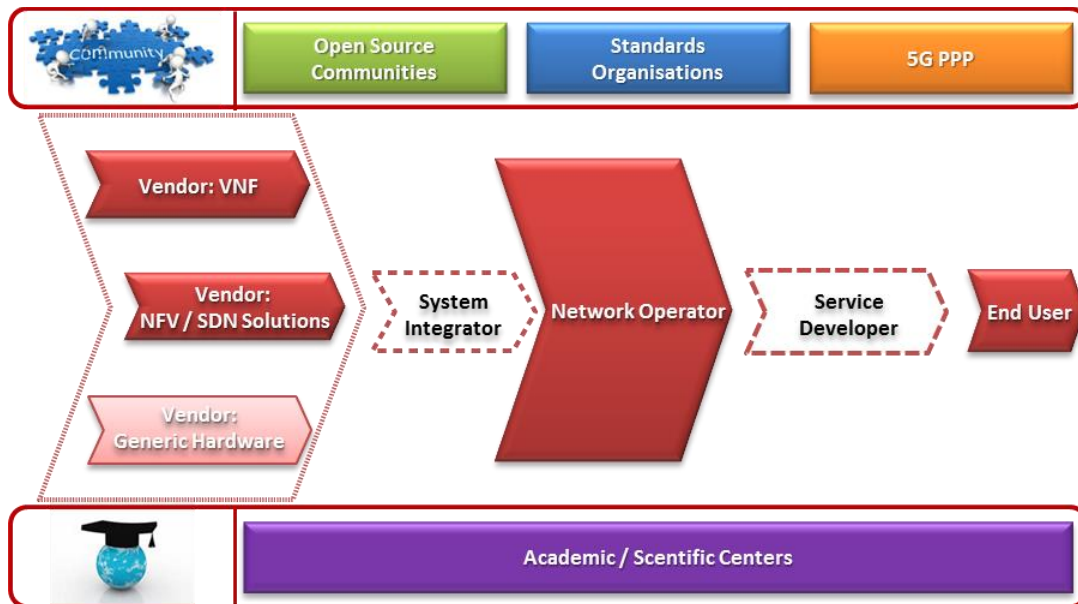 community
Open Source
Communities
Standards
Organisations
5G PPP
Vendor: VNF
Vendor:
NFV / SDN Solutions
Vendor:
Generic Hardware
System
Integrator
Network Operator
Service
Developer
End User
Academic / Scientific Centers